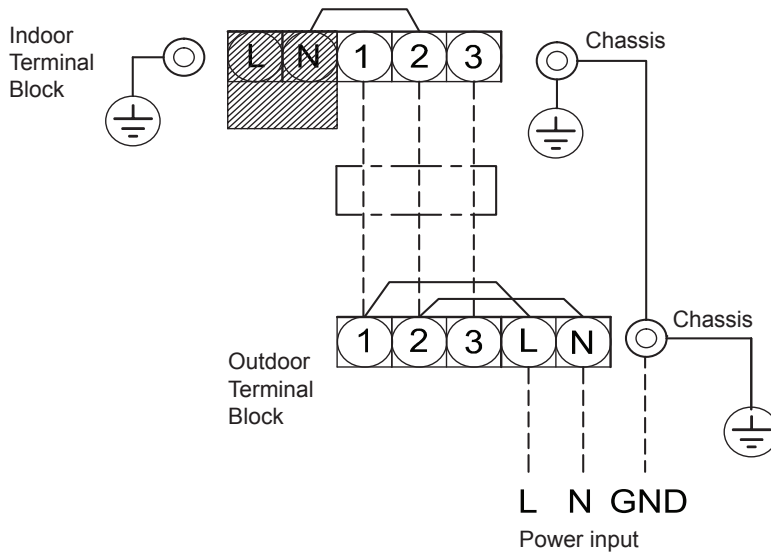 Indoor
Terminal
Block
L N 1 2 3
Chassis
Outdoor
Terminal
Block
1 2 3 L N
Chassis
L N GND
Power input